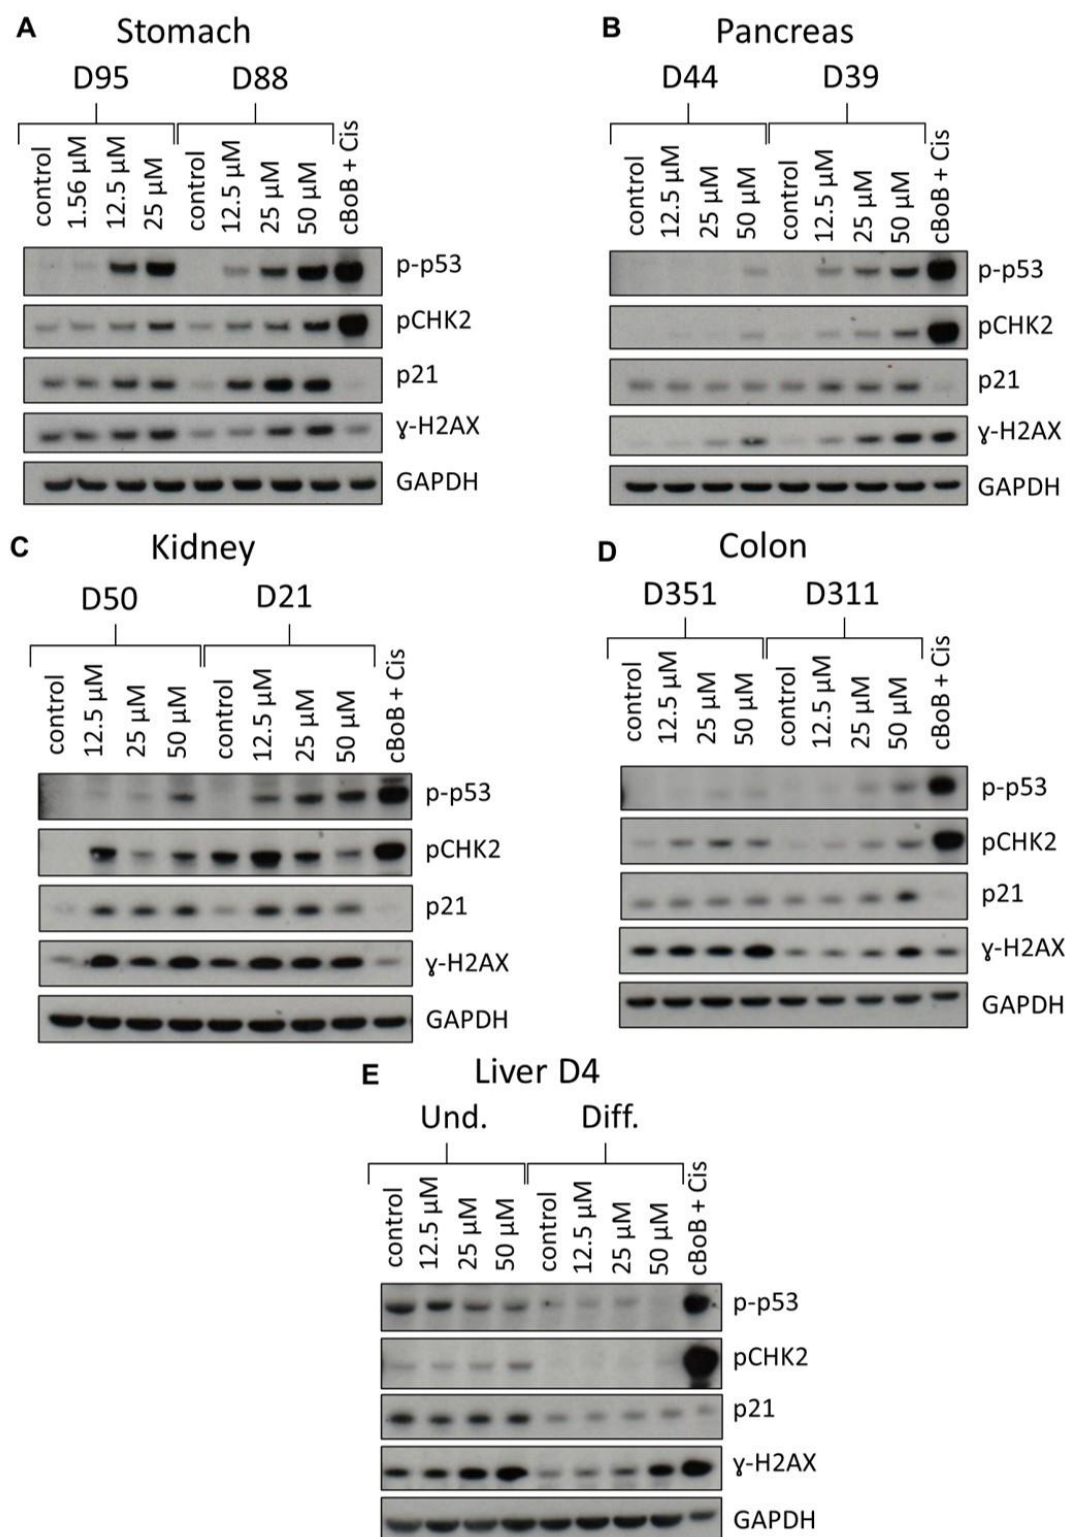 A Stomach
D95 D88
control 1.56 µM 12.5 µM 25 µM control 12.5 µM 25 µM 50 µM cBoB + Cis
p-p53
pCHK2
p21
ɣ-H2AX
GAPDH
B Pancreas
D44 D39
control 12.5 µM 25 µM 50 µM control 12.5 µM 25 µM 50 µM cBoB + Cis
p-p53
pCHK2
p21
ɣ-H2AX
GAPDH
C Kidney
D50 D21
control 12.5 µM 25 µM 50 µM control 12.5 µM 25 µM 50 µM cBoB + Cis
p-p53
pCHK2
p21
ɣ-H2AX
GAPDH
D Colon
D351 D311
control 12.5 µM 25 µM 50 µM control 12.5 µM 25 µM 50 µM cBoB + Cis
p-p53
pCHK2
p21
ɣ-H2AX
GAPDH
E Liver D4
Und. Diff.
control 12.5 µM 25 µM 50 µM control 12.5 µM 25 µM 50 µM cBoB + Cis
p-p53
pCHK2
p21
ɣ-H2AX
GAPDH